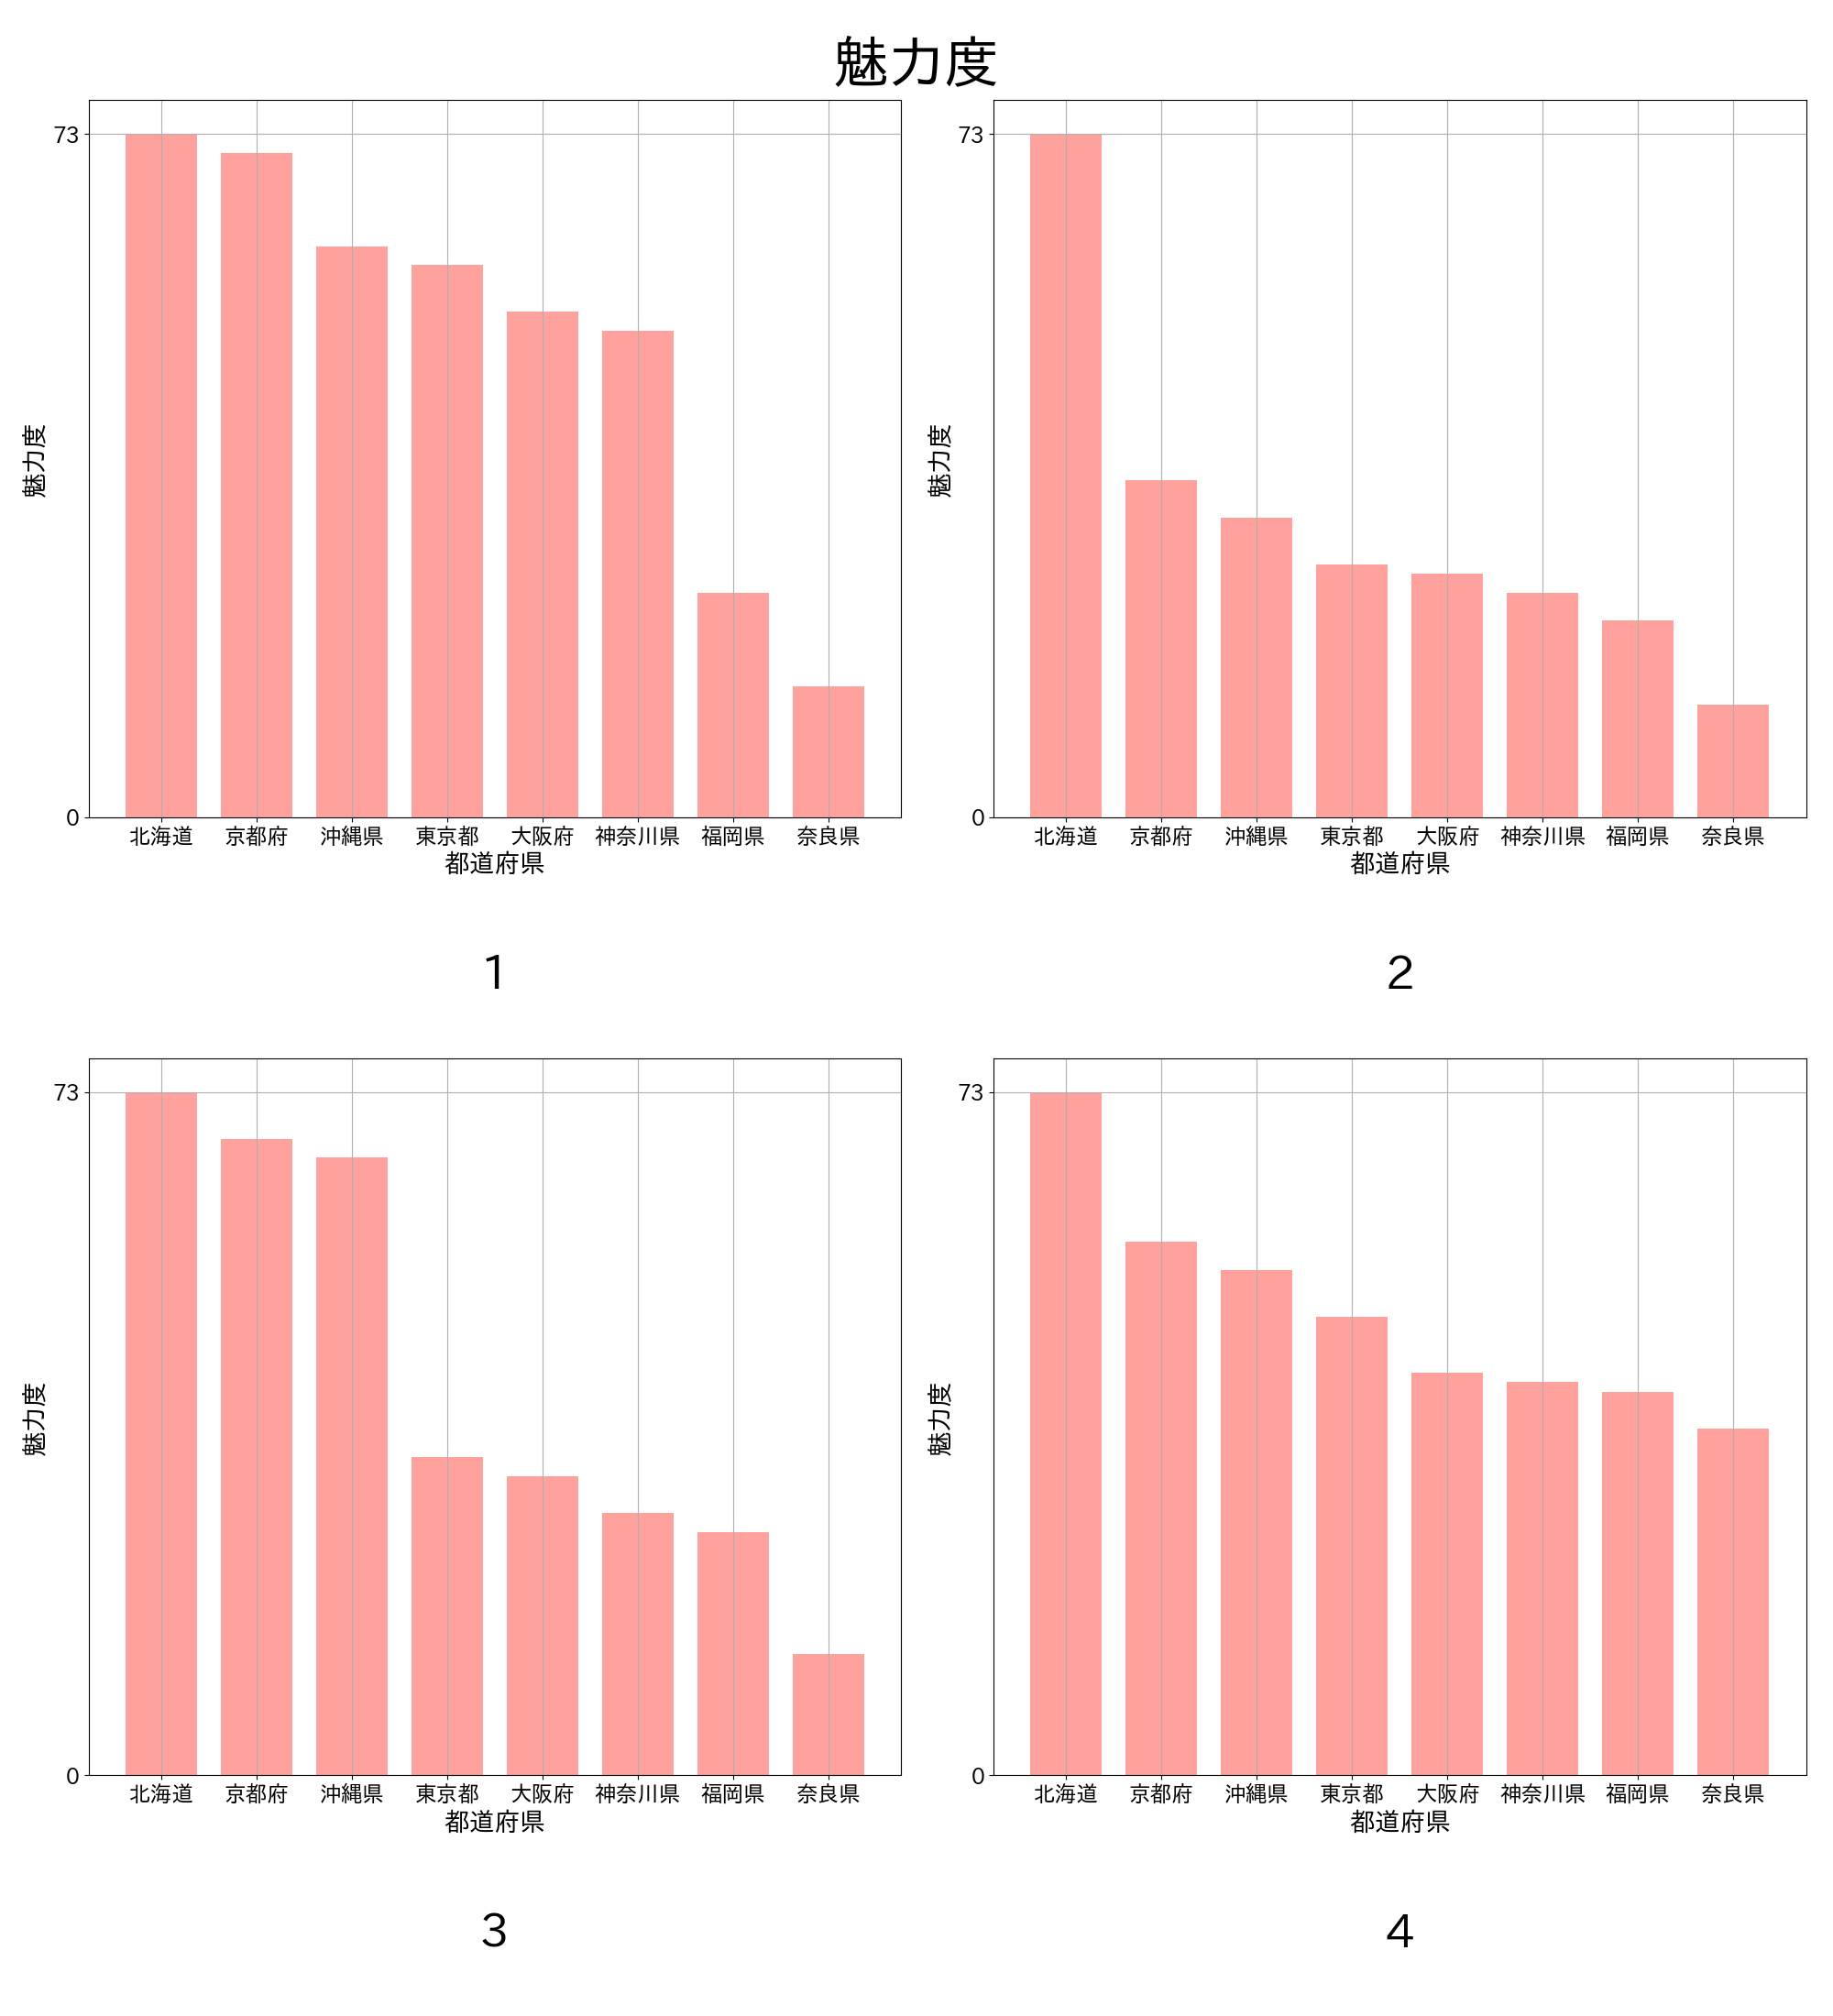 魅力度
73
魅力度
0
北海道 京都府 沖縄県 東京都 大阪府 神奈川県 福岡県 奈良県
都道府県
1
73
魅力度
0
北海道 京都府 沖縄県 東京都 大阪府 神奈川県 福岡県 奈良県
都道府県
2
73
魅力度
0
北海道 京都府 沖縄県 東京都 大阪府 神奈川県 福岡県 奈良県
都道府県
3
73
魅力度
0
北海道 京都府 沖縄県 東京都 大阪府 神奈川県 福岡県 奈良県
都道府県
4